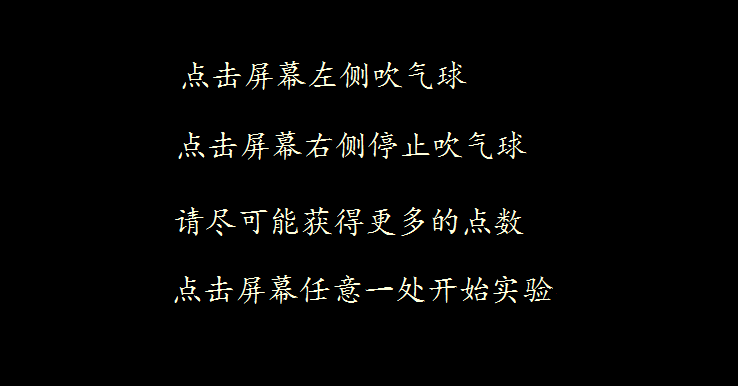 点击屏幕左侧吹气球
点击屏幕右侧停止吹气球
请尽可能获得更多的点数
点击屏幕任意一处开始实验